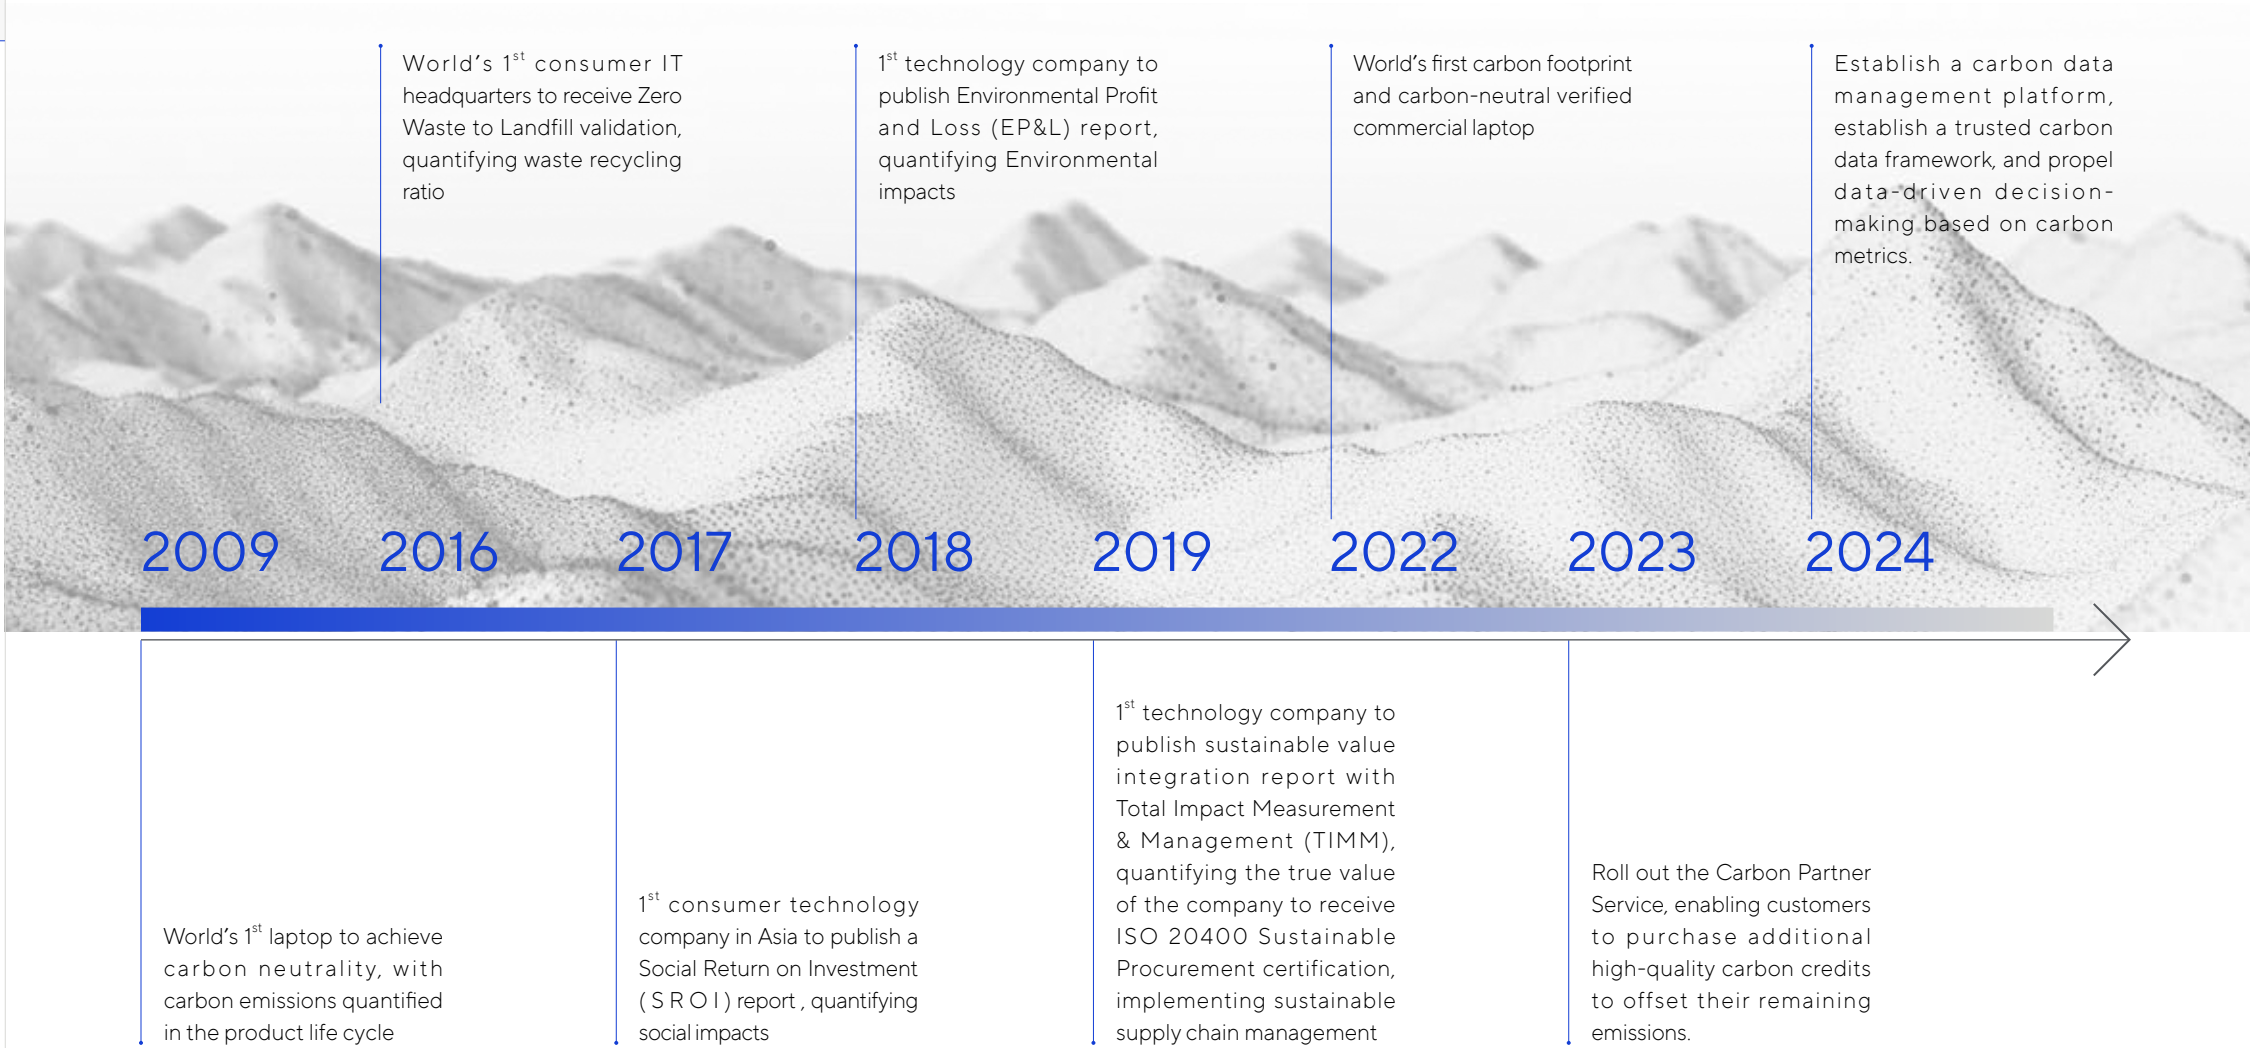 World's 1st consumer IT
headquarters to receive Zero
Waste to Landfill validation,
quantifying waste recycling
ratio
1st technology company to
publish Environmental Profit
and Loss (EP&L) report,
quantifying Environmental
impacts
World's first carbon footprint
and carbon-neutral verified
commercial laptop
Establish a carbon data
management platform,
establish a trusted carbon
data framework, and propel
data-driven decision-
making based on carbon
metrics.
2009 2016 2017 2018 2019 2022 2023 2024
World's 1st laptop to achieve
carbon neutrality, with
carbon emissions quantified
in the product life cycle
1st consumer technology
company in Asia to publish a
Social Return on Investment
(SROI) report , quantifying
social impacts
1st technology company to
publish sustainable value
integration report with
Total Impact Measurement
& Management (TIMM),
quantifying the true value
of the company to receive
ISO 20400 Sustainable
Procurement certification,
implementing sustainable
supply chain management
Roll out the Carbon Partner
Service, enabling customers
to purchase additional
high-quality carbon credits
to offset their remaining
emissions.